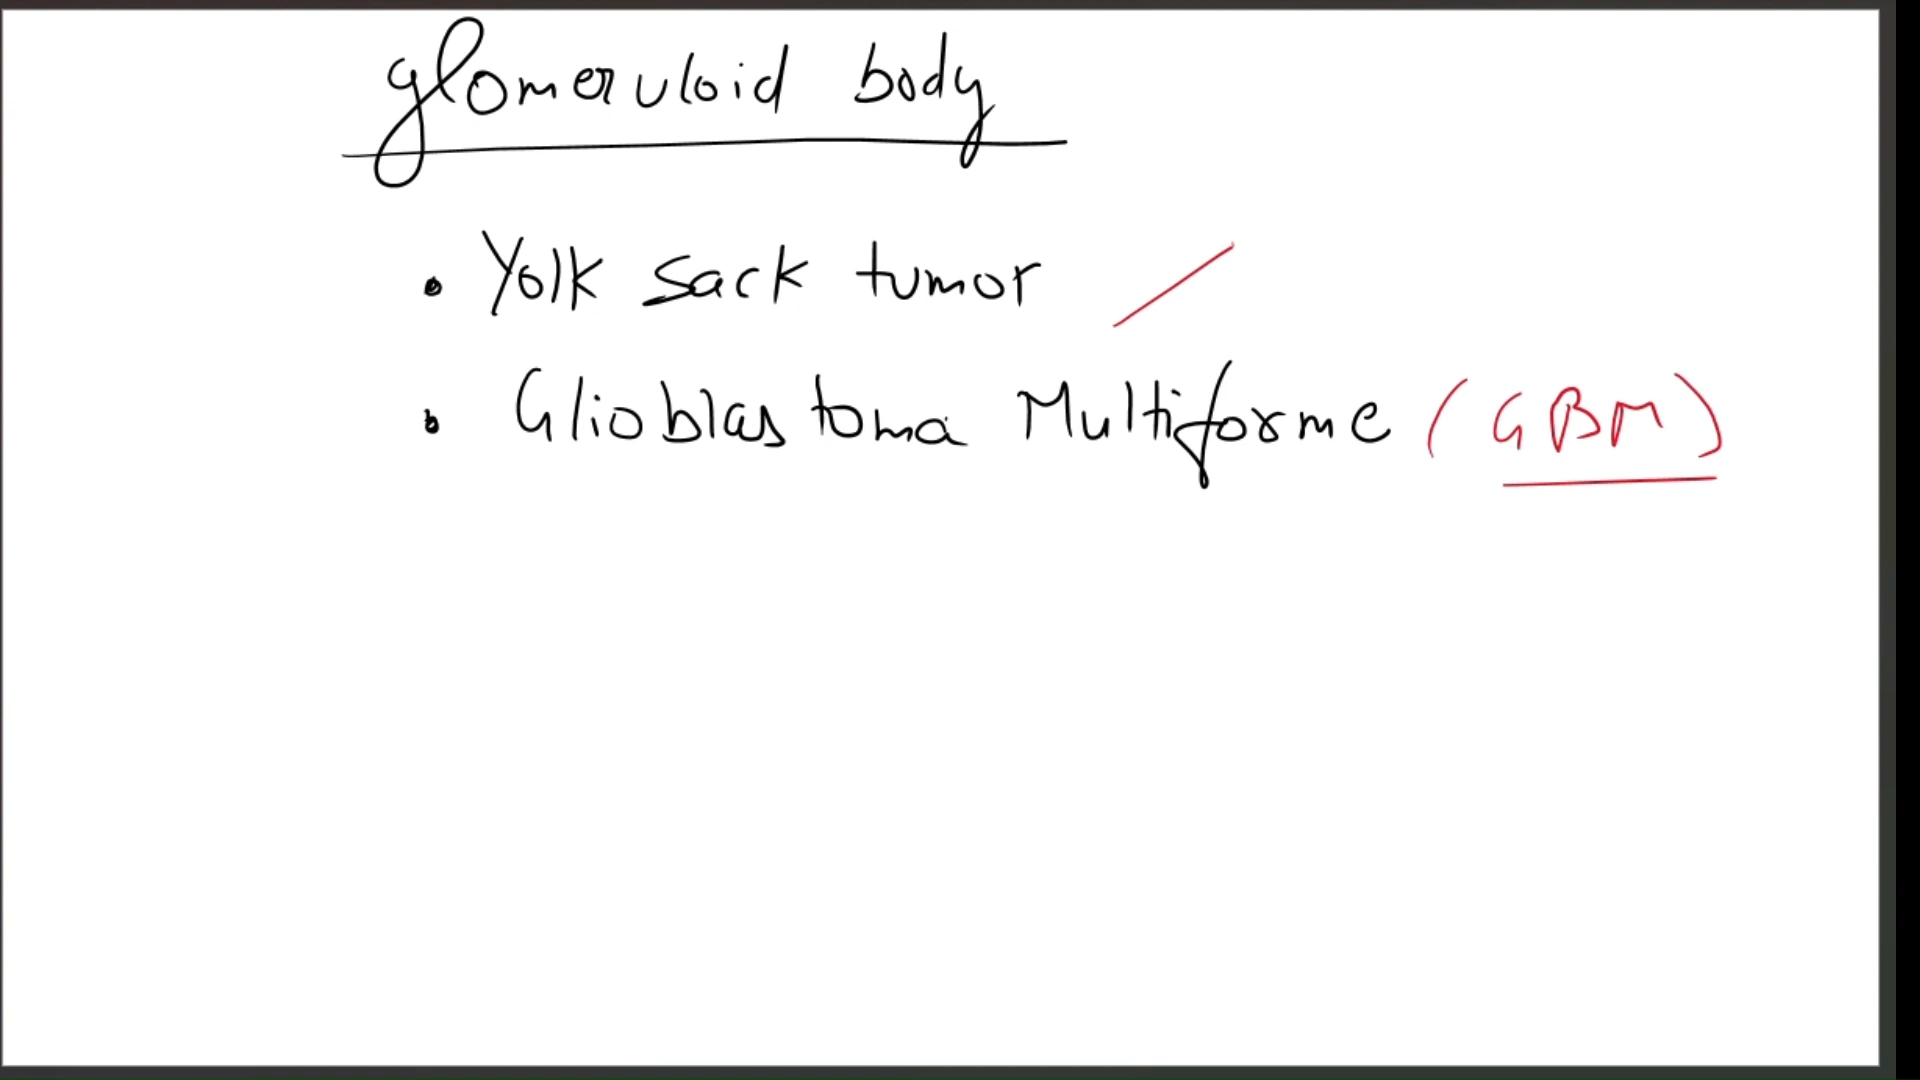 glomeruloid body
• Yolk sack tumor
• Glioblastoma Multiforme (GBM)